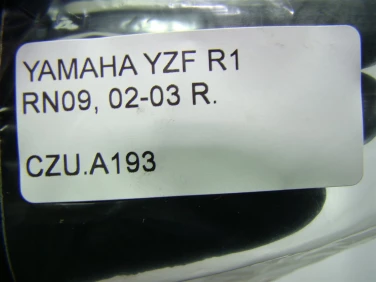 YAMAHA YZF R1
RN09, 02-03 R.
CZU.A193